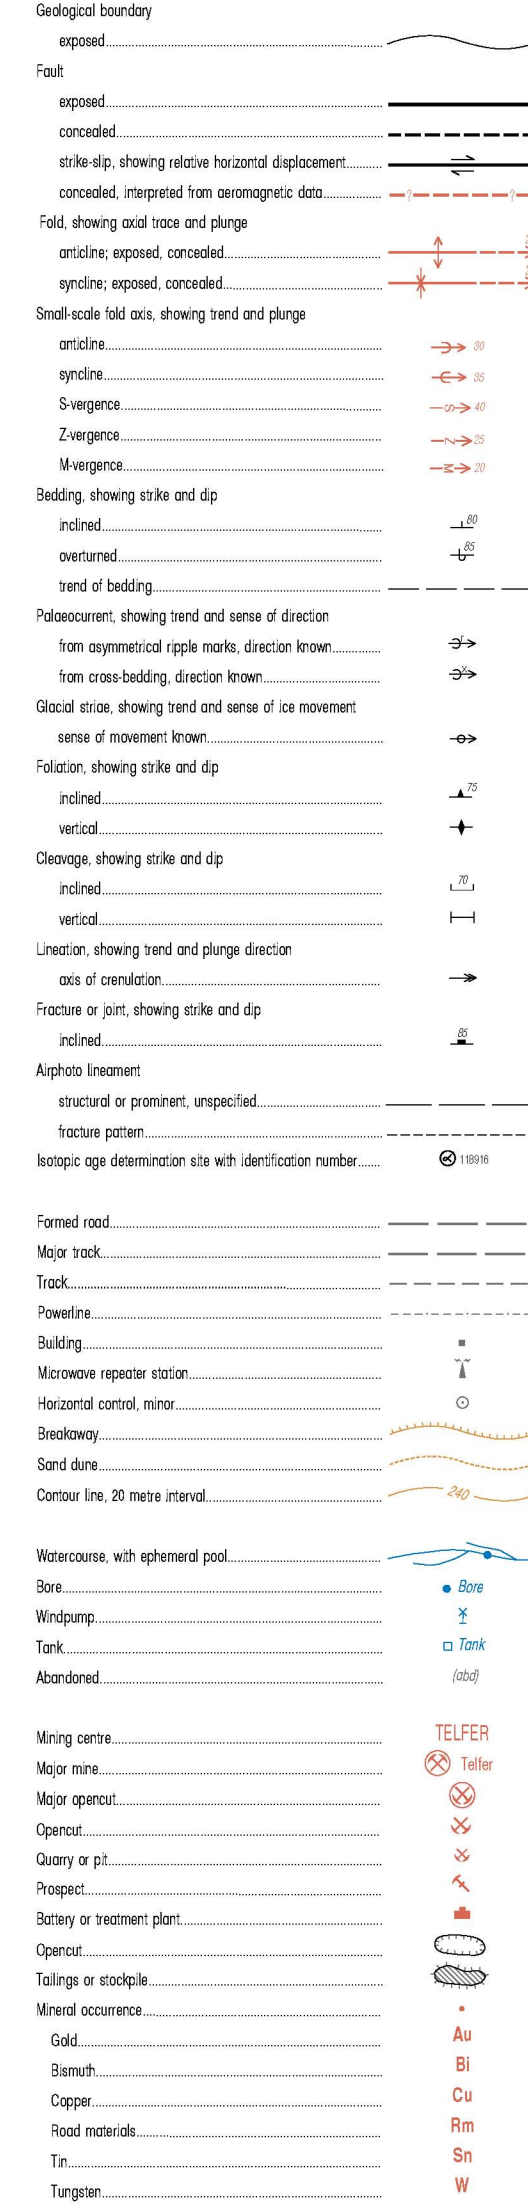 Geological boundary
exposed
Fault
exposed
concealed
strike-slip, showing relative horizontal displacement
concealed, interpreted from aeromagnetic data ? ?
Fold, showing axial trace and plunge
anticline; exposed, concealed
syncline; exposed, concealed
Small-scale fold axis, showing trend and plunge
anticline 30
syncline 35
S-vergence S 40
Z-vergence Z 25
M-vergence M 20
Bedding, showing strike and dip
inclined 80
overturned 85
trend of bedding
Palaeocurrent, showing trend and sense of direction
from asymmetrical ripple marks, direction known r
from cross-bedding, direction known x
Glacial striae, showing trend and sense of ice movement
sense of movement known
Foliation, showing strike and dip
inclined 75
vertical
Cleavage, showing strike and dip
inclined 70
vertical
Lineation, showing trend and plunge direction
axis of crenulation
Fracture or joint, showing strike and dip
inclined 85
Airphoto lineament
structural or prominent, unspecified
fracture pattern
Isotopic age determination site with identification number 118916
Formed road
Major track
Track
Powerline
Building
Microwave repeater station
Horizontal control, minor
Breakaway
Sand dune
Contour line, 20 metre interval 240
Watercourse, with ephemeral pool
Bore Bore
Windpump
Tank Tank
Abandoned (abd)
Mining centre TELFER
Major mine Telfer
Major opencut
Opencut
Quarry or pit
Prospect
Battery or treatment plant
Opencut
Tailings or stockpile
Mineral occurrence
Gold Au
Bismuth Bi
Copper Cu
Road materials Rm
Tin Sn
Tungsten W